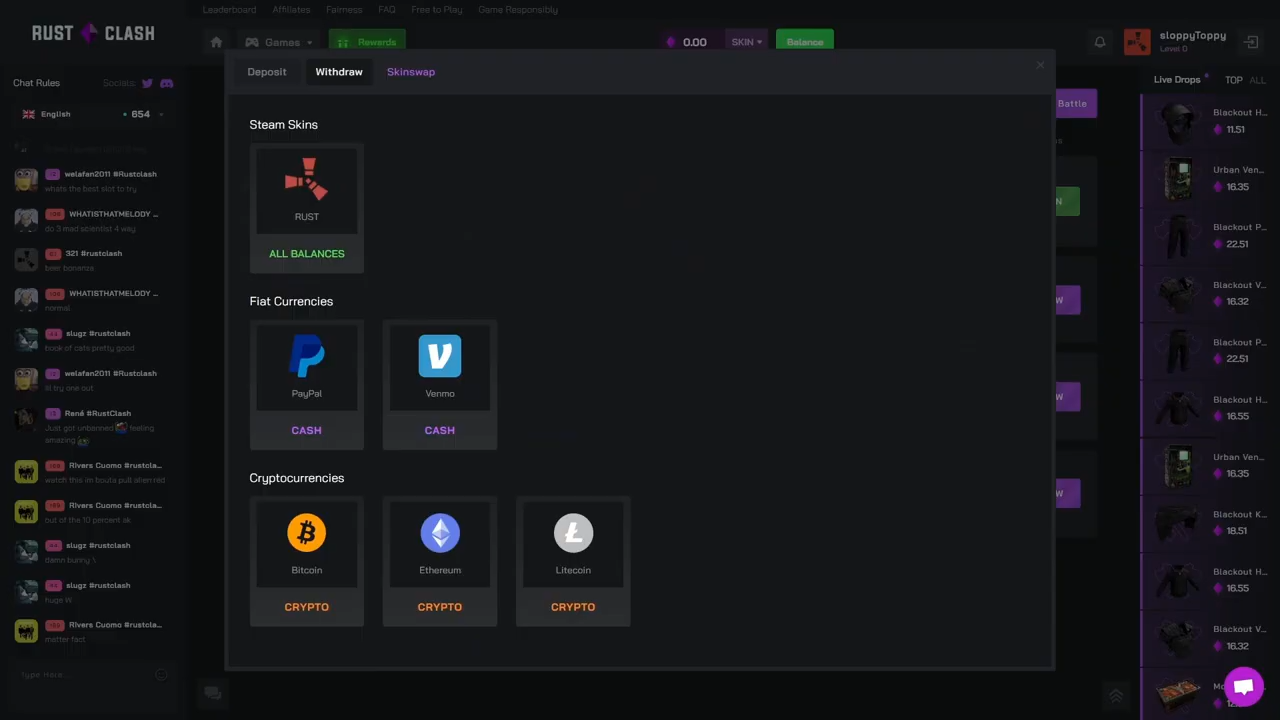 Leaderboard Affiliates Fairness FAQ Free to Play Game Responsibly
RUST CLASH
Games
Rewards
0.00
SKIN
Balance
sloppyToppy
Level 0
Chat Rules
Socials:
English
654
welafan2011 #Rustclash
whats the best slot to try
WHATISTHATMELODY ...
do 3 mad scientist 4 way
321 #rustclash
beer bonanza
WHATISTHATMELODY ...
normal
slugz #rustclash
book of cats pretty good
welafan2011 #Rustclash
ill try one out
René #RustClash
Just got unbanned feeling
amazing
Rivers Cuomo #rustcla...
watch this im bouta pull alien red
Rivers Cuomo #rustcla...
out of the 10 percent sk
slugz #rustclash
damn bunny :\
slugz #rustclash
huge W
Rivers Cuomo #rustcla...
matter fact
Type Here...
Deposit
Withdraw
Skinswap
Steam Skins
RUST
ALL BALANCES
Fiat Currencies
PayPal
CASH
Venmo
CASH
Cryptocurrencies
Bitcoin
CRYPTO
Ethereum
CRYPTO
Litecoin
CRYPTO
Battle
N
W
W
W
Live Drops
TOP
ALL
Blackout H...
11.51
Urban Ven...
16.35
Blackout P...
22.51
Blackout V...
16.32
Blackout P...
22.51
Blackout H...
16.55
Urban Ven...
16.35
Blackout K...
18.51
Blackout H...
16.55
Blackout V...
16.32